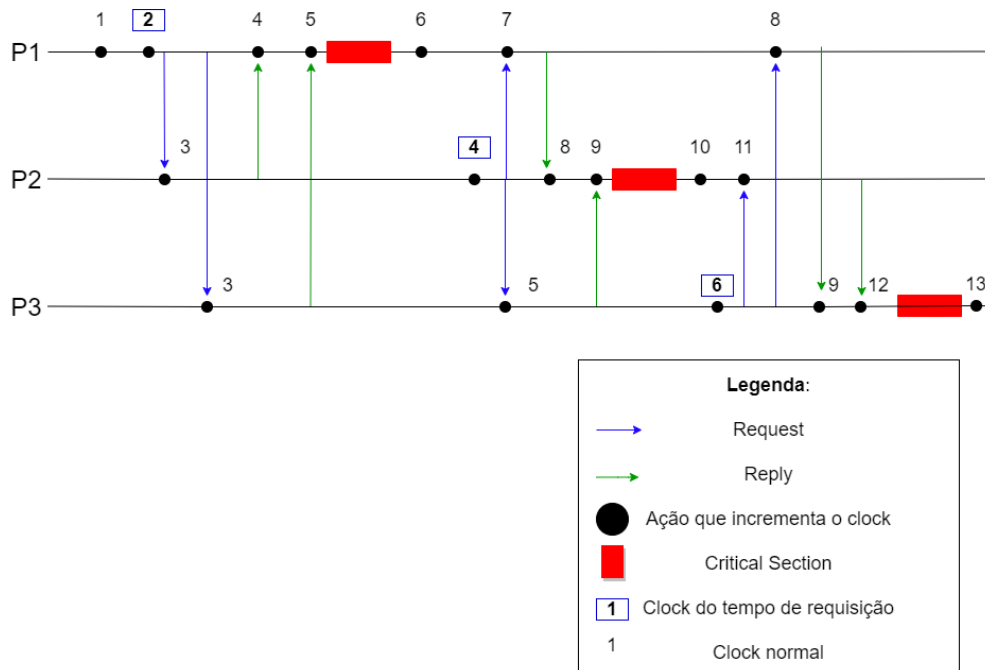 1 2 4 5 6 7 8
P1
3 4 8 9 10 11
P2
3 5 6 9 12 13
P3
Legenda:
Request
Reply
Ação que incrementa o clock
Critical Section
1 Clock do tempo de requisição
1 Clock normal